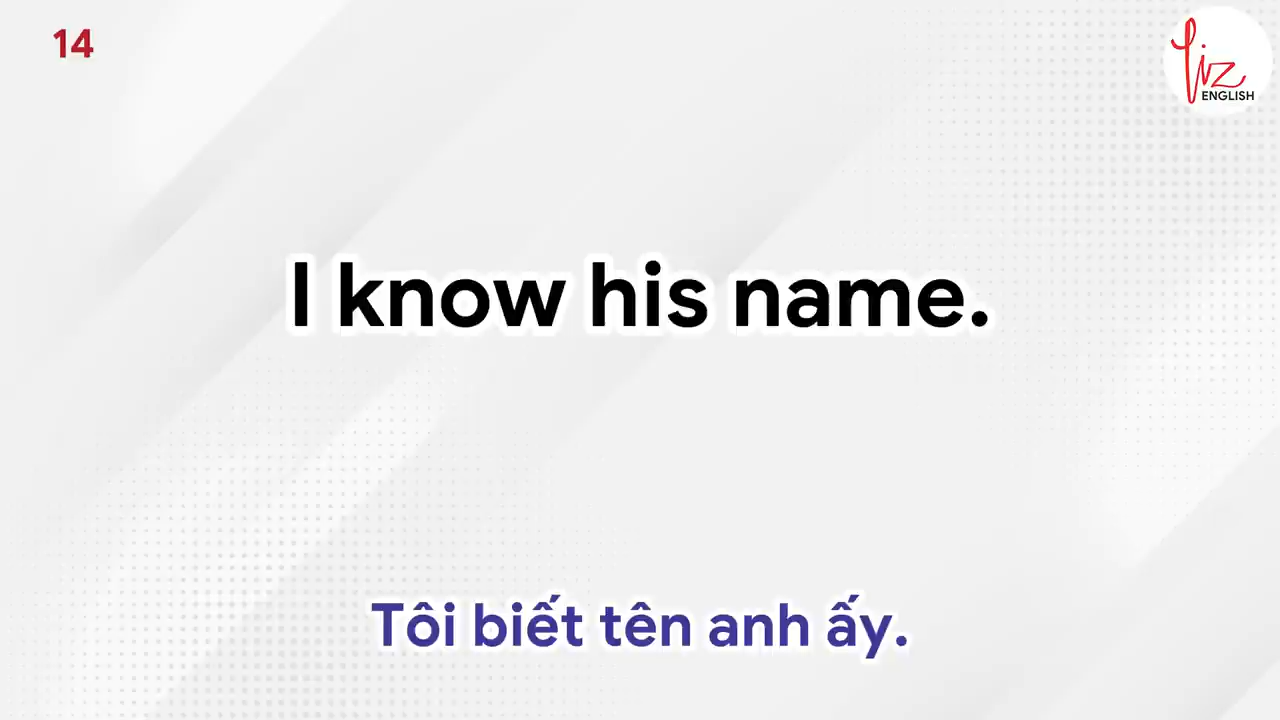 14
Liz
ENGLISH
I know his name.
Tôi biết tên anh ấy.